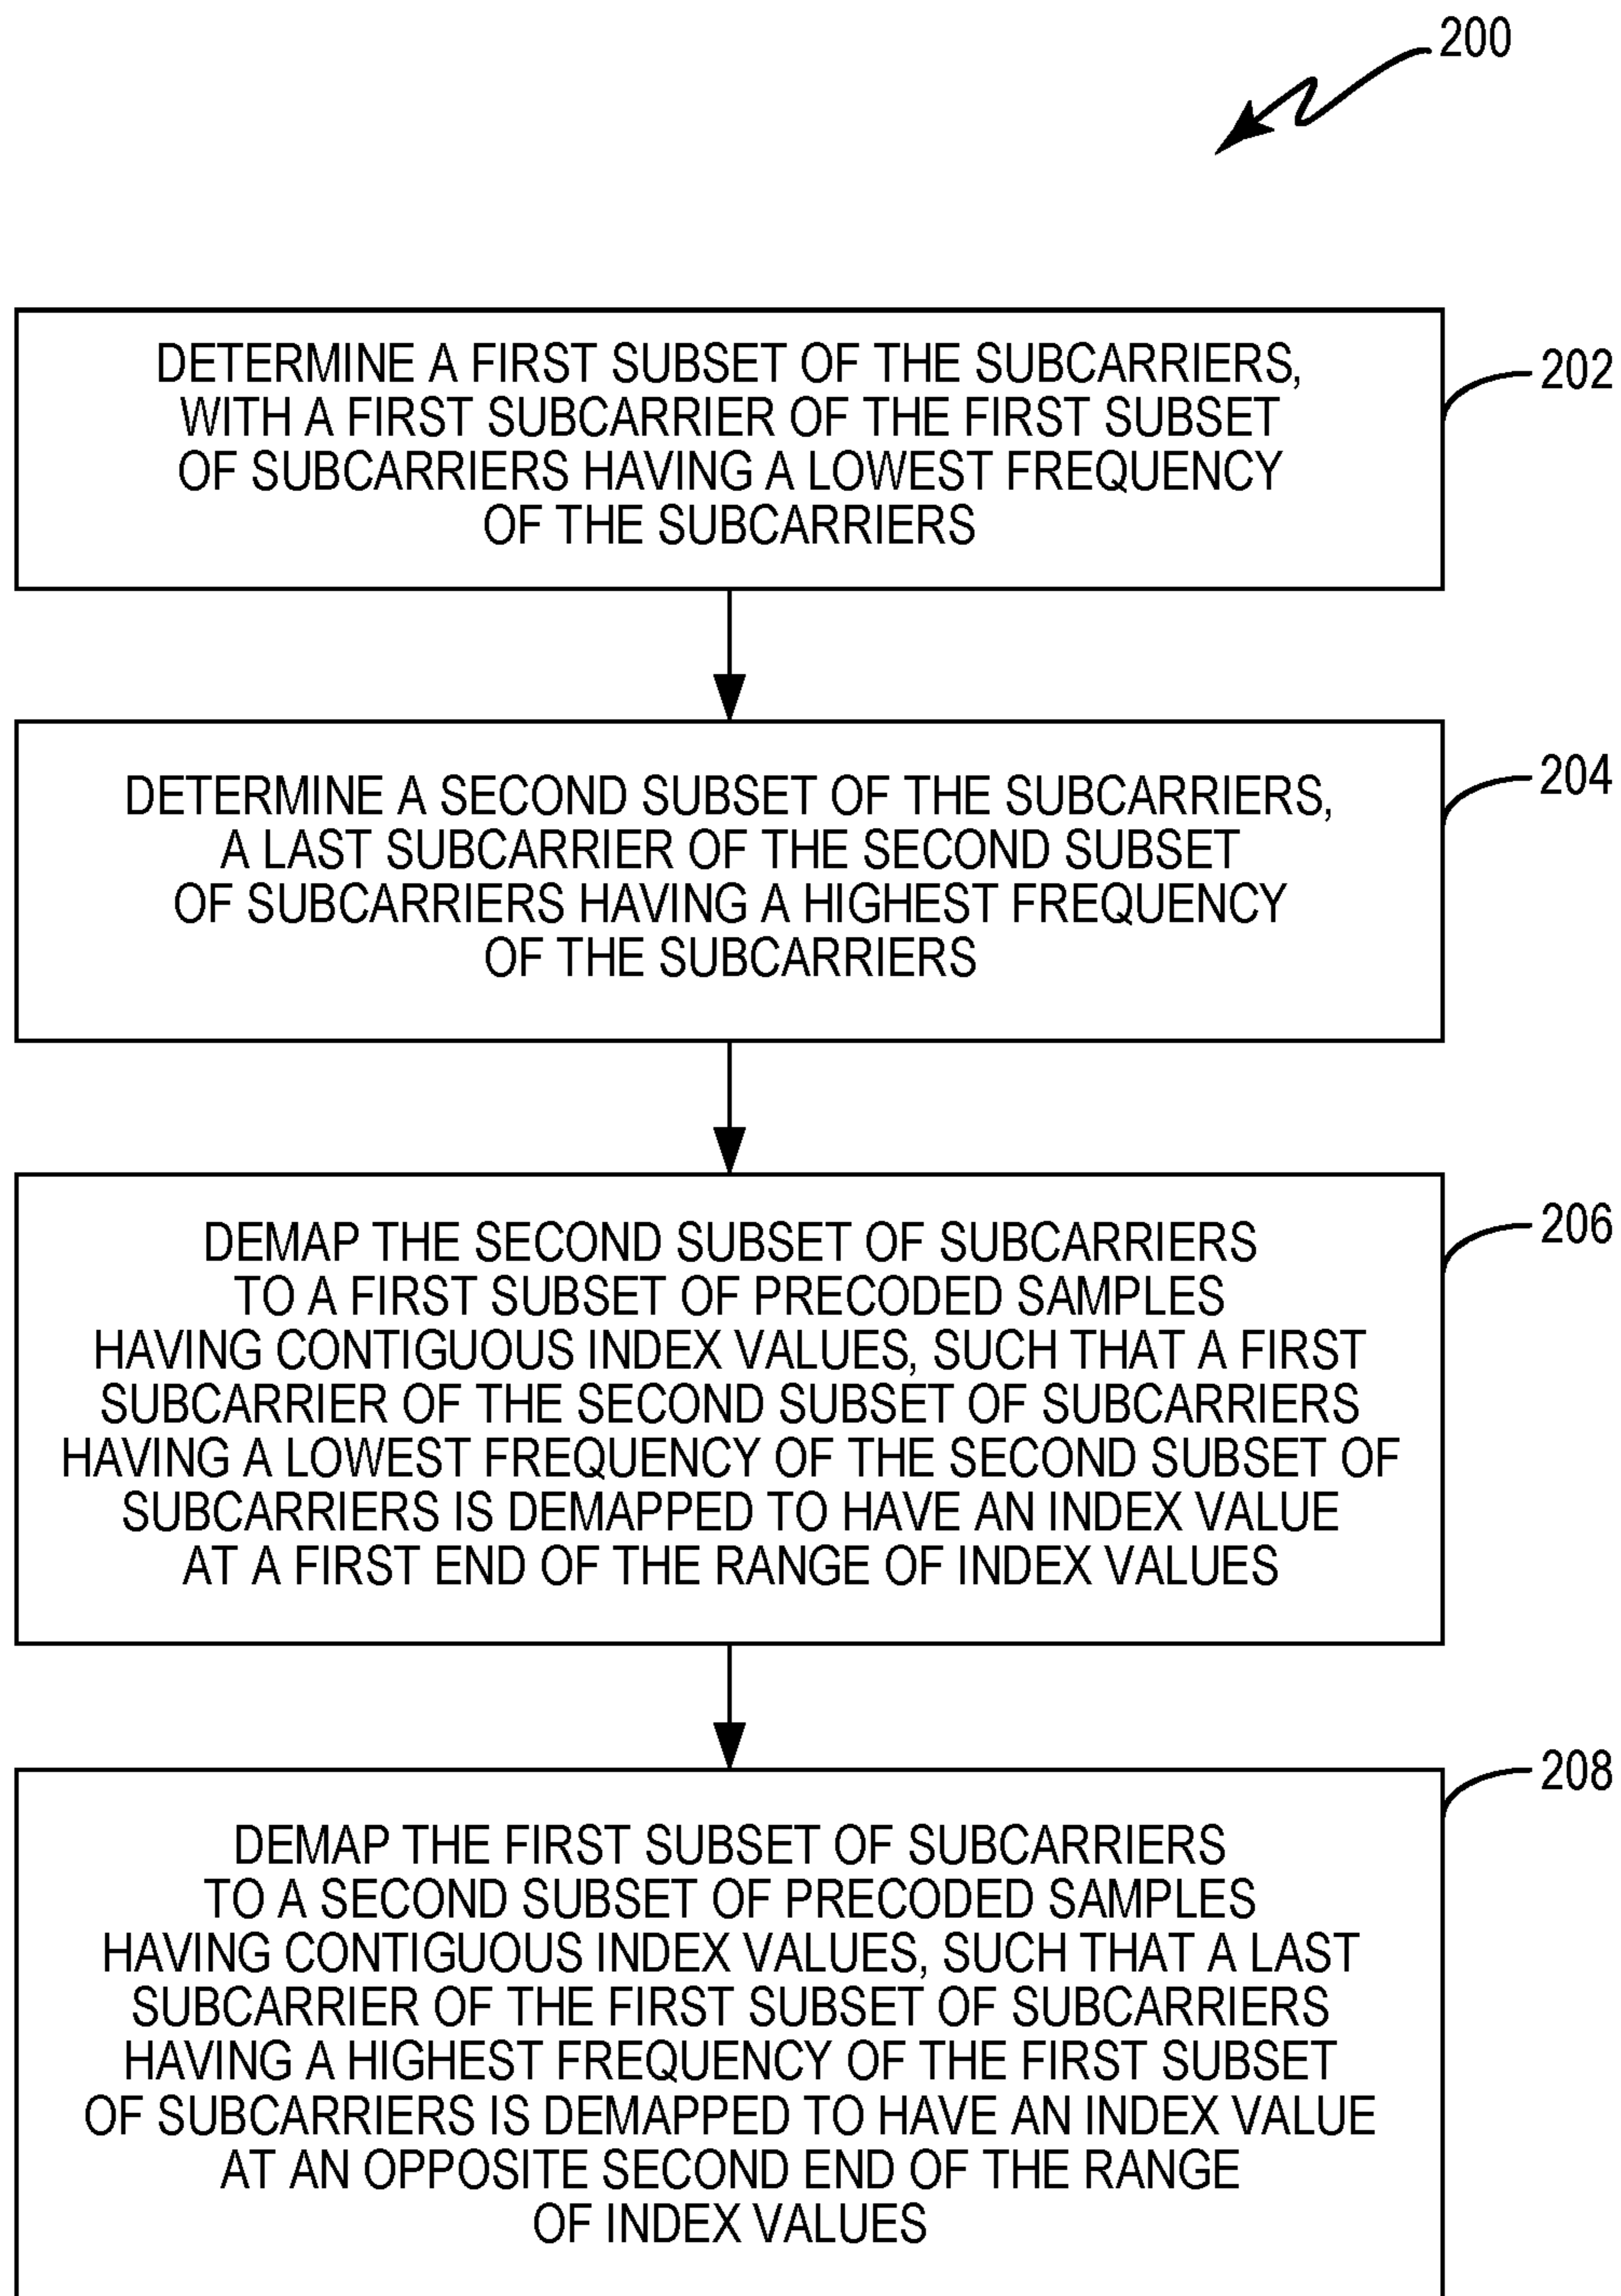 200
DETERMINE A FIRST SUBSET OF THE SUBCARRIERS,
WITH A FIRST SUBCARRIER OF THE FIRST SUBSET
OF SUBCARRIERS HAVING A LOWEST FREQUENCY
OF THE SUBCARRIERS
202
DETERMINE A SECOND SUBSET OF THE SUBCARRIERS,
A LAST SUBCARRIER OF THE SECOND SUBSET
OF SUBCARRIERS HAVING A HIGHEST FREQUENCY
OF THE SUBCARRIERS
204
DEMAP THE SECOND SUBSET OF SUBCARRIERS
TO A FIRST SUBSET OF PRECODED SAMPLES
HAVING CONTIGUOUS INDEX VALUES, SUCH THAT A FIRST
SUBCARRIER OF THE SECOND SUBSET OF SUBCARRIERS
HAVING A LOWEST FREQUENCY OF THE SECOND SUBSET OF
SUBCARRIERS IS DEMAPPED TO HAVE AN INDEX VALUE
AT A FIRST END OF THE RANGE OF INDEX VALUES
206
DEMAP THE FIRST SUBSET OF SUBCARRIERS
TO A SECOND SUBSET OF PRECODED SAMPLES
HAVING CONTIGUOUS INDEX VALUES, SUCH THAT A LAST
SUBCARRIER OF THE FIRST SUBSET OF SUBCARRIERS
HAVING A HIGHEST FREQUENCY OF THE FIRST SUBSET
OF SUBCARRIERS IS DEMAPPED TO HAVE AN INDEX VALUE
AT AN OPPOSITE SECOND END OF THE RANGE
OF INDEX VALUES
208